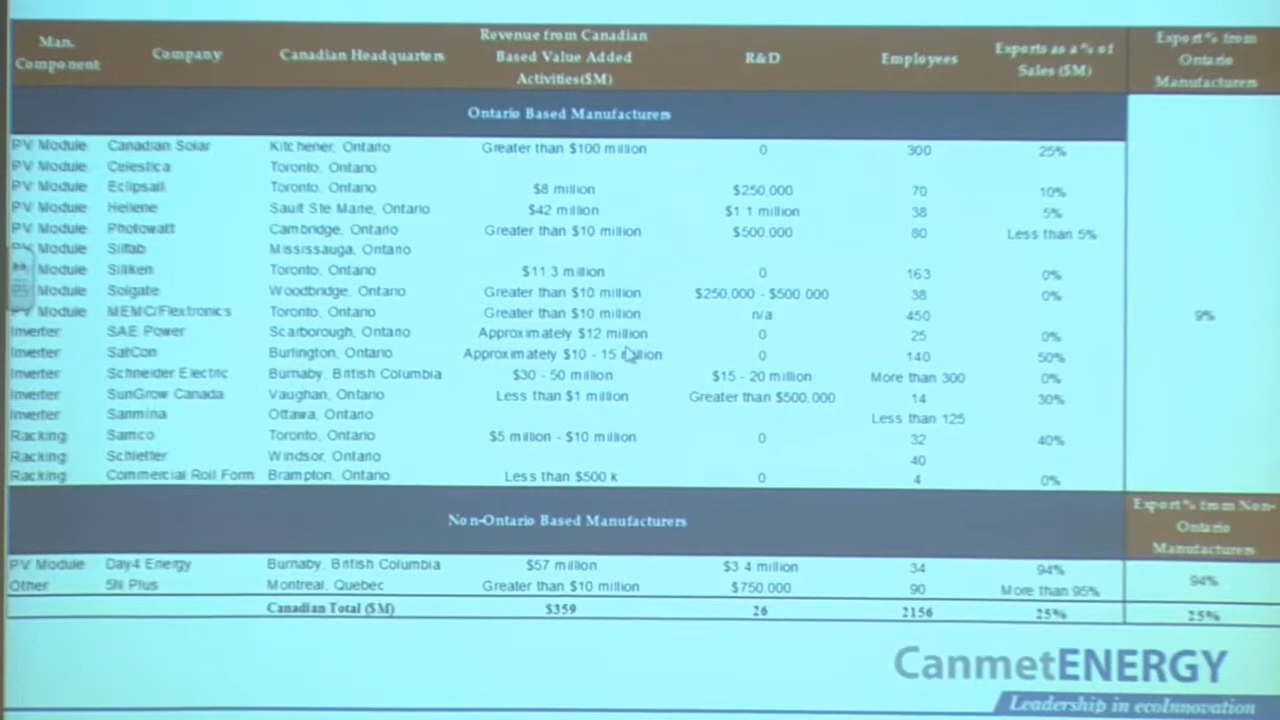 Man. Component Company Canadian Headquarters Revenue from Canadian Based Value Added Activities($M) R&D Employees Exports as a % of Sales ($M) Export % from Ontario Manufacturers
Ontario Based Manufacturers
PV Module Canadian Solar Kitchener, Ontario Greater than $100 million 0 300 25%
PV Module Celestica Toronto, Ontario
PV Module Eclipsall Toronto, Ontario $8 million $250,000 70 10%
PV Module Heliene Sault Ste Marie, Ontario $42 million $1.1 million 38 5%
PV Module Photowatt Cambridge, Ontario Greater than $10 million $500,000 80 Less than 5%
PV Module Silfab Mississauga, Ontario
Module Siliken Toronto, Ontario $11.3 million 0 163 0%
Module Solgate Woodbridge, Ontario Greater than $10 million $250,000 - $500,000 38 0%
PV Module MEMC/Flextronics Toronto, Ontario Greater than $10 million n/a 450 9%
Inverter SAE Power Scarborough, Ontario Approximately $12 million 0 25 0%
Inverter SatCon Burlington, Ontario Approximately $10 - 15 million 0 140 50%
Inverter Schneider Electric Burnaby, British Columbia $30 - 50 million $15 - 20 million More than 300 0%
Inverter SunGrow Canada Vaughan, Ontario Less than $1 million Greater than $500,000 14 30%
Inverter Sanmina Ottawa, Ontario Less than 125
Racking Samco Toronto, Ontario $5 million - $10 million 0 32 40%
Racking Schletter Windsor, Ontario 40
Racking Commercial Roll Form Brampton, Ontario Less than $500 k 0 4 0%
Non-Ontario Based Manufacturers Export % from Non-Ontario Manufacturers
PV Module Day4 Energy Burnaby, British Columbia $57 million $3.4 million 34 94% 94%
Other 5N Plus Montreal, Quebec Greater than $10 million $750,000 90 More than 95%
Canadian Total ($M) $359 26 2156 25% 25%
CanmetENERGY
Leadership in ecoInnovation